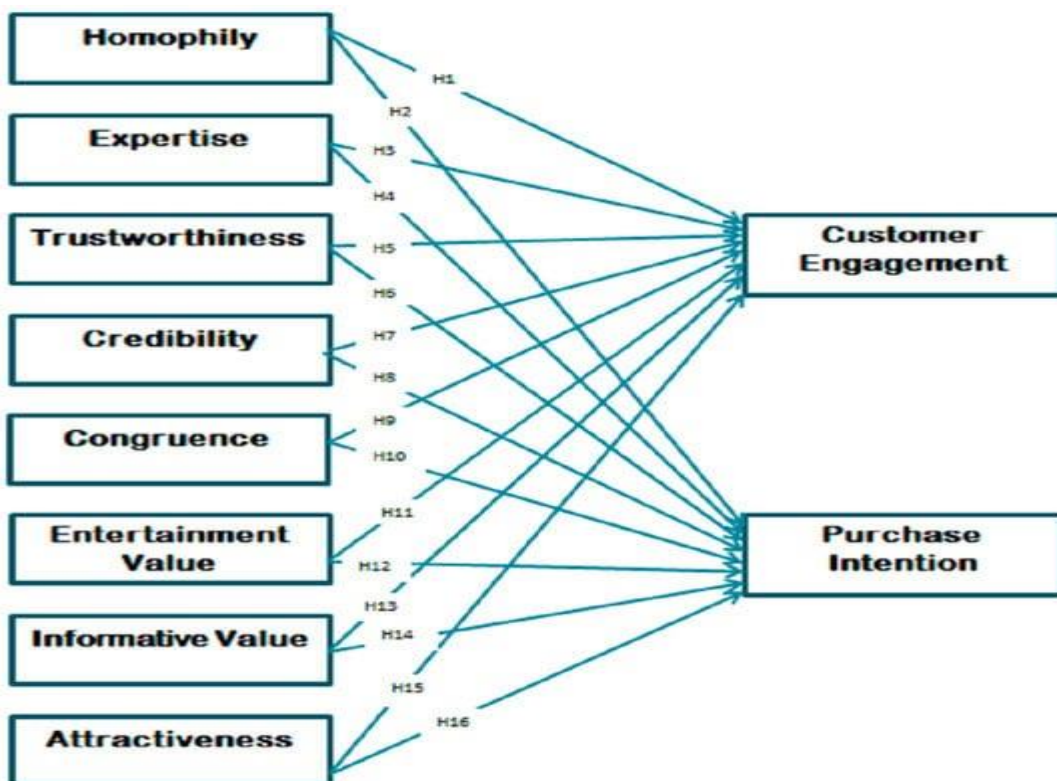 Homophily
H1
H2
Expertise
H3
H4
Trustworthiness
H5
H6
Customer
Engagement
Credibility
H7
H8
Congruence
H9
H10
Entertainment
Value
H11
H12
Purchase
Intention
Informative Value
H13
H14
Attractiveness
H15
H16